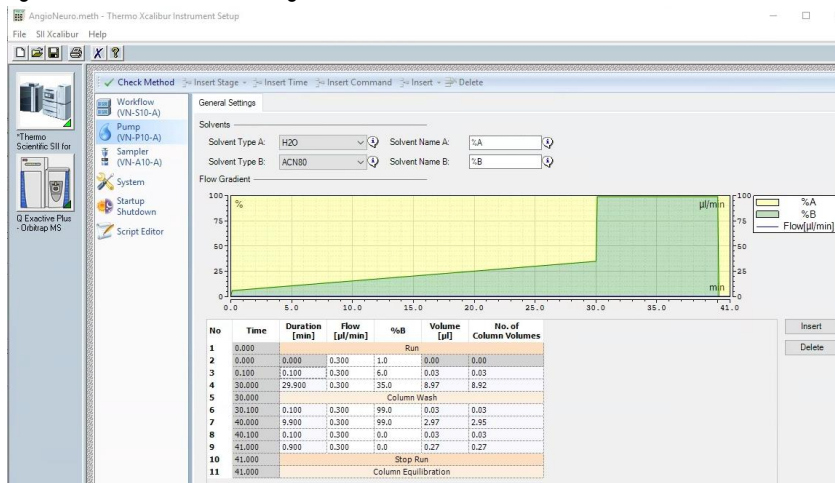 AngioNeuro.meth - Thermo Xcalibur Instrument Setup
File SII Xcalibur Help
Check Method Insert Stage Insert Time Insert Command Insert Delete
*Thermo
Scientific SII for
Q Exactive Plus
- Orbitrap MS
Workflow
(VN-S10-A)
Pump
(VN-P10-A)
Sampler
(VN-A10-A)
System
Startup
Shutdown
Script Editor
General Settings
Solvents
Solvent Type A: H2O Solvent Name A: %A
Solvent Type B: ACN80 Solvent Name B: %B
Flow Gradient
100 % µl/min 100
75 75
50 50
25 25
0 min 0
0.0 5.0 10.0 15.0 20.0 25.0 30.0 35.0 41.0
%A
%B
Flow[µl/min]
No Time Duration [min] Flow [µl/min] %B Volume [µl] No. of Column Volumes
1 0.000 Run
2 0.000 0.000 0.300 1.0 0.00 0.00
3 0.100 0.100 0.300 6.0 0.03 0.03
4 30.000 29.900 0.300 35.0 8.97 8.92
5 30.000 Column Wash
6 30.100 0.100 0.300 99.0 0.03 0.03
7 40.000 9.900 0.300 99.0 2.97 2.95
8 40.100 0.100 0.300 0.0 0.03 0.03
9 41.000 0.900 0.300 0.0 0.27 0.27
10 41.000 Stop Run
11 41.000 Column Equilibration
Insert
Delete